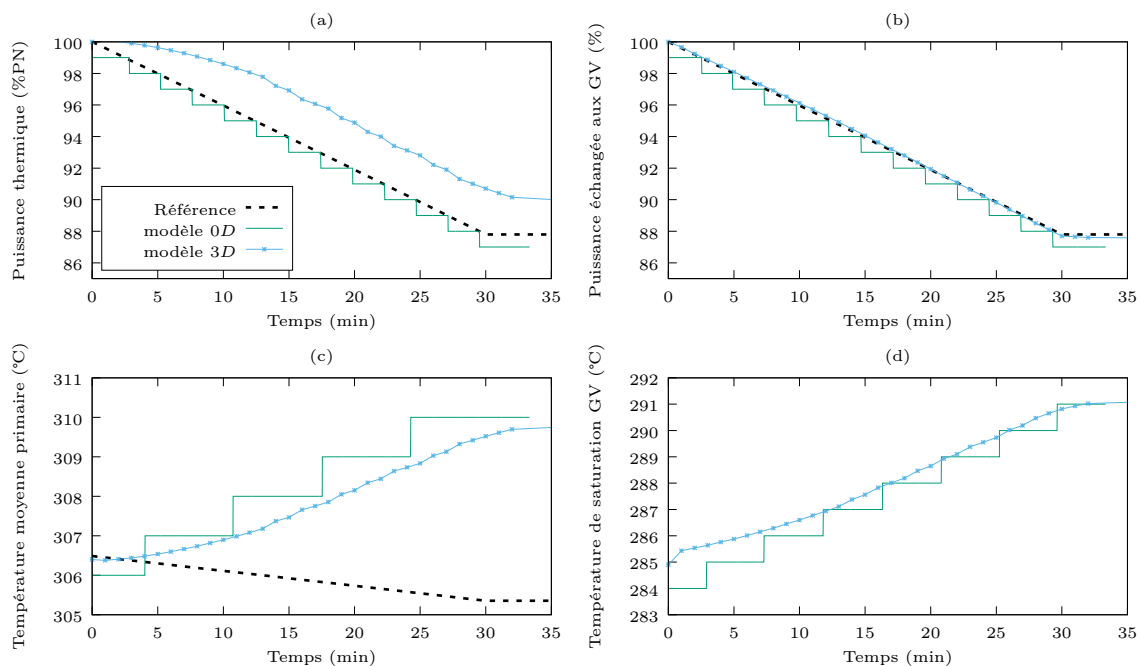 (a)
Puissance thermique (%PN)
100
98
96
94
92
90
88
86
Référence
modèle 0D
modèle 3D
0 5 10 15 20 25 30 35
Temps (min)
(b)
Puissance échangée aux GV (%)
100
98
96
94
92
90
88
86
0 5 10 15 20 25 30 35
Temps (min)
(c)
Température moyenne primaire (°C)
311
310
309
308
307
306
305
0 5 10 15 20 25 30 35
Temps (min)
(d)
Température de saturation GV (°C)
292
291
290
289
288
287
286
285
284
283
0 5 10 15 20 25 30 35
Temps (min)